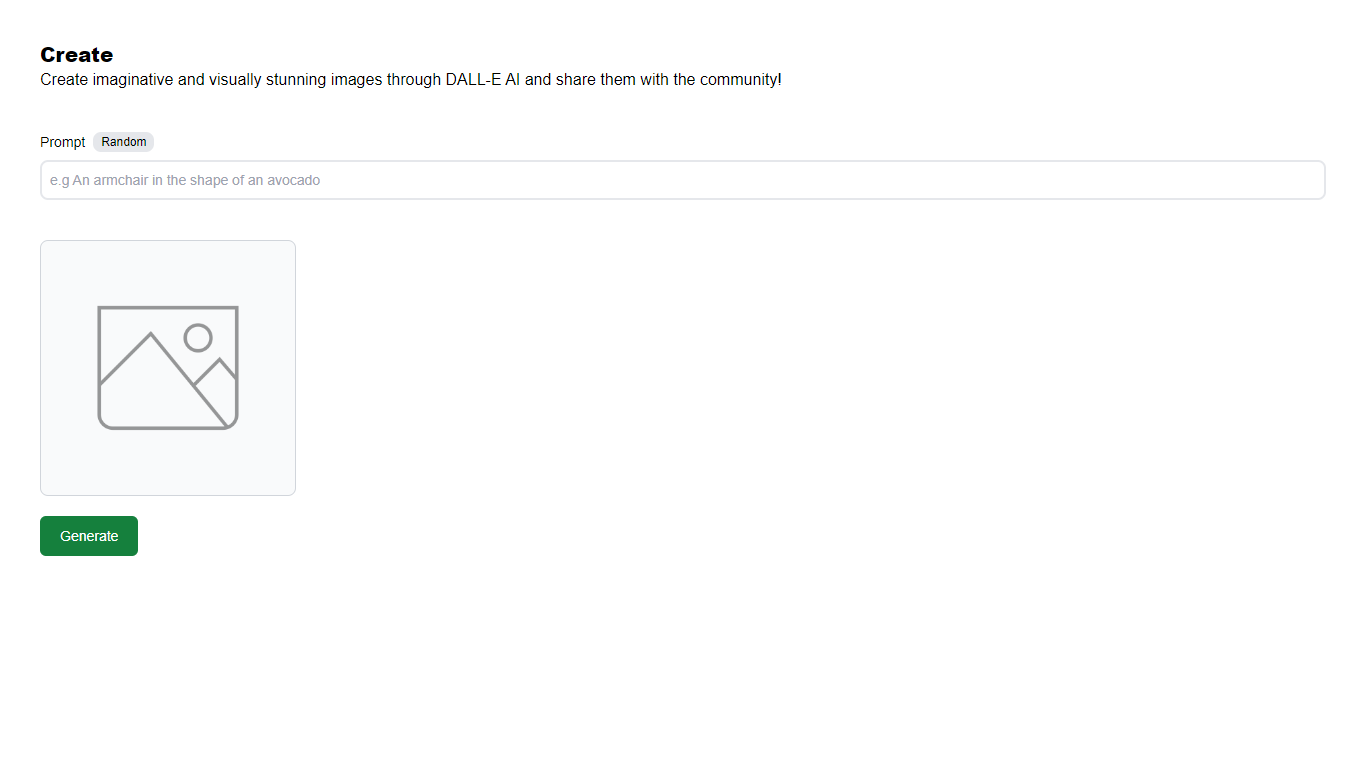 Create
Create imaginative and visually stunning images through DALL-E AI and share them with the community!
Prompt Random
e.g An armchair in the shape of an avocado
Generate